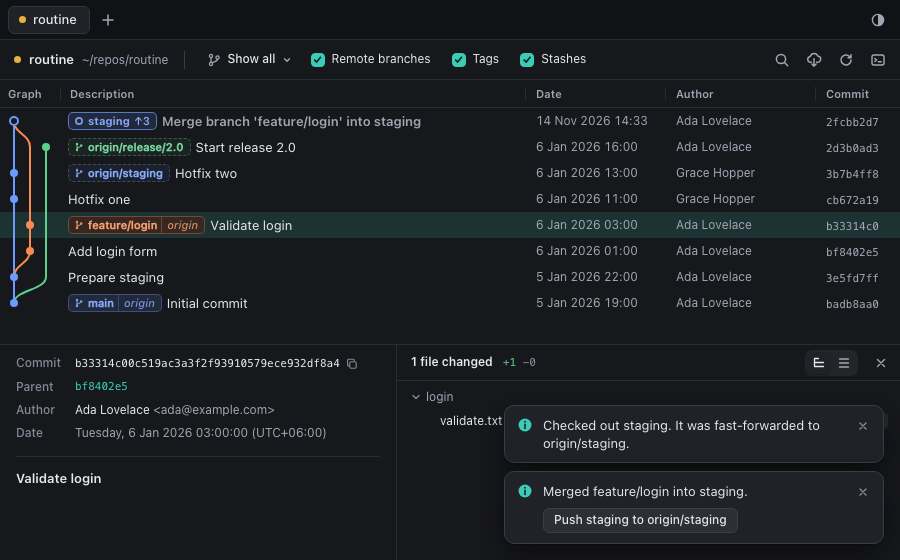 routine
routine ~/repos/routine Show all Remote branches Tags Stashes
Graph Description Date Author Commit
staging ↑3 Merge branch 'feature/login' into staging 14 Nov 2026 14:33 Ada Lovelace 2fcbb2d7
origin/release/2.0 Start release 2.0 6 Jan 2026 16:00 Ada Lovelace 2d3b0ad3
origin/staging Hotfix two 6 Jan 2026 13:00 Grace Hopper 3b7b4ff8
Hotfix one 6 Jan 2026 11:00 Grace Hopper cb672a19
feature/login origin Validate login 6 Jan 2026 03:00 Ada Lovelace b33314c0
Add login form 6 Jan 2026 01:00 Ada Lovelace bf8402e5
Prepare staging 5 Jan 2026 22:00 Ada Lovelace 3e5fd7ff
main origin Initial commit 5 Jan 2026 19:00 Ada Lovelace badb8aa0
Commit b33314c00c519ac3a3f2f93910579ece932df8a4
Parent bf8402e5
Author Ada Lovelace <ada@example.com>
Date Tuesday, 6 Jan 2026 03:00:00 (UTC+06:00)
Validate login
1 file changed +1 −0
login
validate.txt
Checked out staging. It was fast-forwarded to
origin/staging.
Merged feature/login into staging.
Push staging to origin/staging